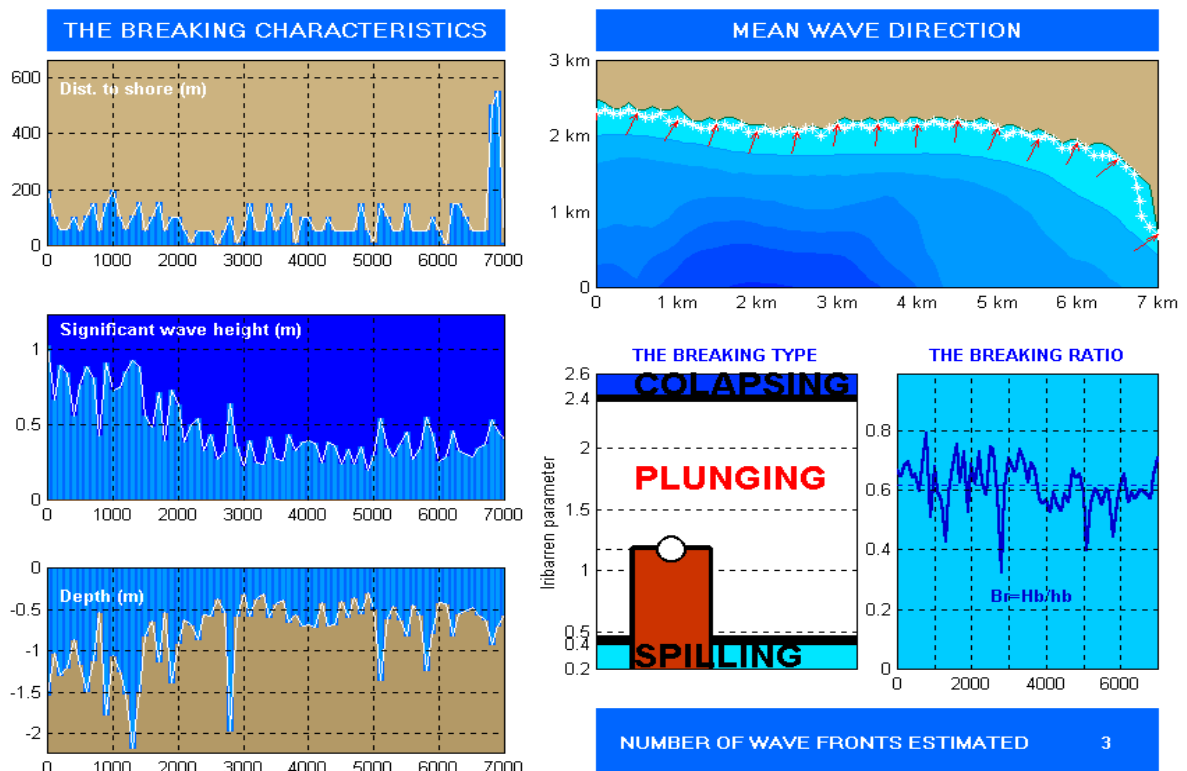 THE BREAKING CHARACTERISTICS
600
400
200
0
Dist. to shore (m)
0 1000 2000 3000 4000 5000 6000 7000
1
0.5
0
Significant wave height (m)
0 1000 2000 3000 4000 5000 6000 7000
0
-0.5
-1
-1.5
-2
Depth (m)
0 1000 2000 3000 4000 5000 6000 7000
MEAN WAVE DIRECTION
3 km
2 km
1 km
0
0 1 km 2 km 3 km 4 km 5 km 6 km 7 km
THE BREAKING TYPE
Iribarren parameter
2.6
2.4
2
1.5
1
0.5
0.4
0.2
COLAPSING
PLUNGING
SPILLING
THE BREAKING RATIO
0.8
0.6
0.4
0.2
0
Br=Hb/hb
0 2000 4000 6000
NUMBER OF WAVE FRONTS ESTIMATED 3